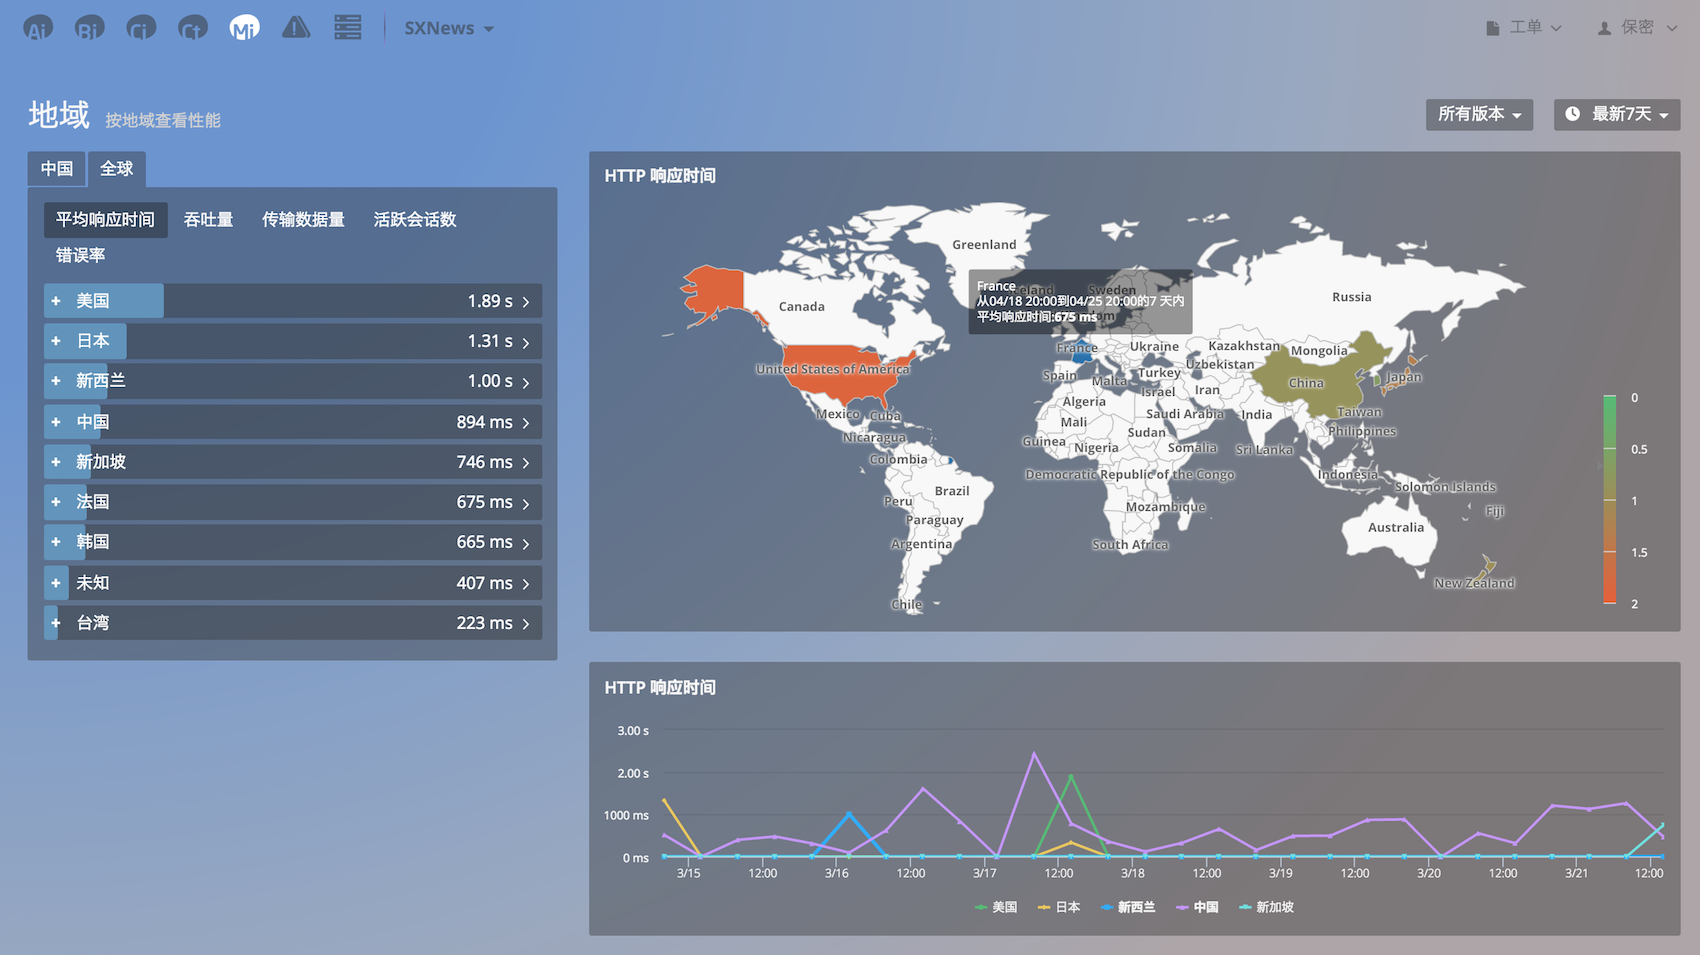 Ai Bi Ci Ct Mi SXNews 工单 保密
地域 按地域查看性能
所有版本 最新7天
中国 全球
平均响应时间 吞吐量 传输数据量 活跃会话数
错误率
+ 美国 1.89 s
+ 日本 1.31 s
+ 新西兰 1.00 s
+ 中国 894 ms
+ 新加坡 746 ms
+ 法国 675 ms
+ 韩国 665 ms
+ 未知 407 ms
+ 台湾 223 ms
HTTP 响应时间
Greenland
Canada
Russia
Sweden
France
从04/18 20:00到04/25 20:00的7 天内
平均响应时间:675 ms
France
Ukraine
Kazakhstan
Mongolia
Uzbekistan
United States of America
Spain
Malta
Turkey
Israel
Iran
China
Japan
Algeria
Mexico
Cuba
Mali
Saudi Arabia
India
Taiwan
Nicaragua
Sudan
Philippines
Guinea
Nigeria
Somalia
Sri Lanka
Colombia
Democratic Republic of the Congo
Indonesia
Solomon Islands
Brazil
Peru
Mozambique
Fiji
Paraguay
Australia
Argentina
South Africa
New Zealand
Chile
0
0.5
1
1.5
2
HTTP 响应时间
3.00 s
2.00 s
1000 ms
0 ms
3/15 12:00 3/16 12:00 3/17 12:00 3/18 12:00 3/19 12:00 3/20 12:00 3/21 12:00
美国 日本 新西兰 中国 新加坡